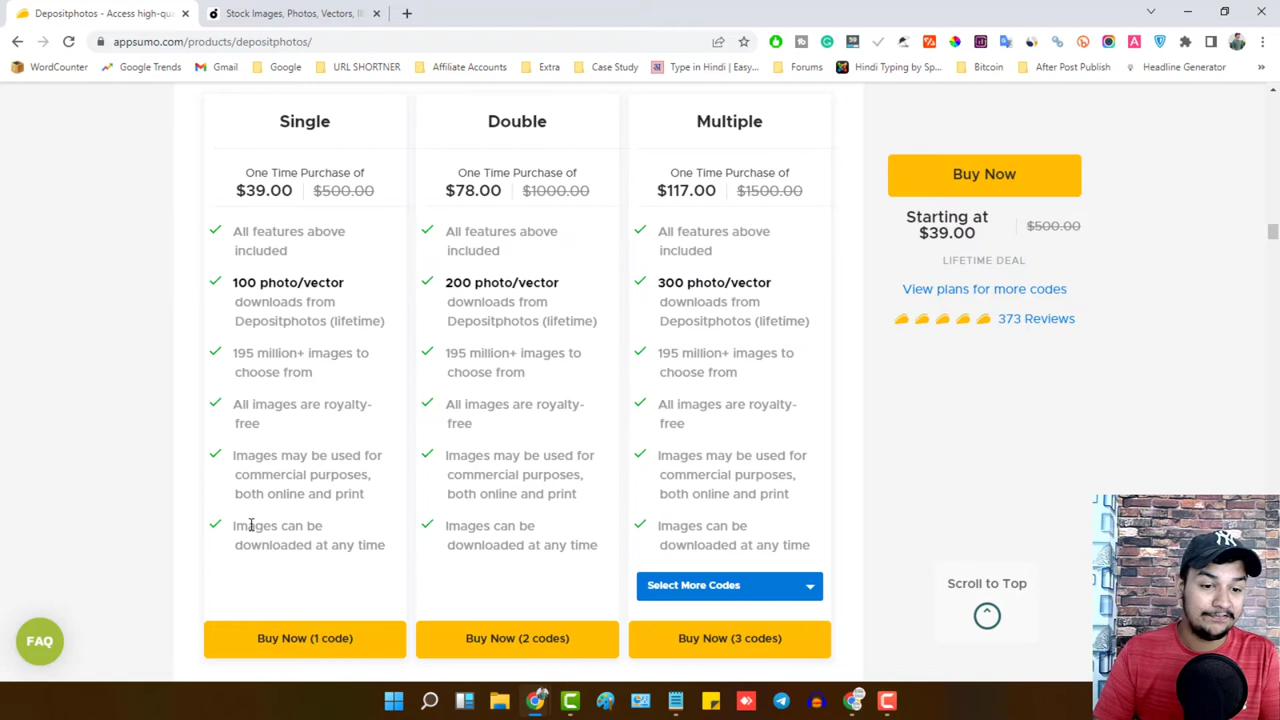 Depositphotos - Access high-qu
Stock Images, Photos, Vectors, Il
appsumo.com/products/depositphotos/
WordCounter
Google Trends
Gmail
Google
URL SHORTNER
Affiliate Accounts
Extra
Case Study
Type in Hindi | Easy...
Forums
Hindi Typing by Sp...
Bitcoin
After Post Publish
Headline Generator
Single
One Time Purchase of
$39.00 $500.00
All features above
included
100 photo/vector
downloads from
Depositphotos (lifetime)
195 million+ images to
choose from
All images are royalty-
free
Images may be used for
commercial purposes,
both online and print
Images can be
downloaded at any time
Buy Now (1 code)
Double
One Time Purchase of
$78.00 $1000.00
All features above
included
200 photo/vector
downloads from
Depositphotos (lifetime)
195 million+ images to
choose from
All images are royalty-
free
Images may be used for
commercial purposes,
both online and print
Images can be
downloaded at any time
Buy Now (2 codes)
Multiple
One Time Purchase of
$117.00 $1500.00
All features above
included
300 photo/vector
downloads from
Depositphotos (lifetime)
195 million+ images to
choose from
All images are royalty-
free
Images may be used for
commercial purposes,
both online and print
Images can be
downloaded at any time
Select More Codes
Buy Now (3 codes)
Buy Now
Starting at
$39.00 $500.00
LIFETIME DEAL
View plans for more codes
373 Reviews
Scroll to Top
FAQ